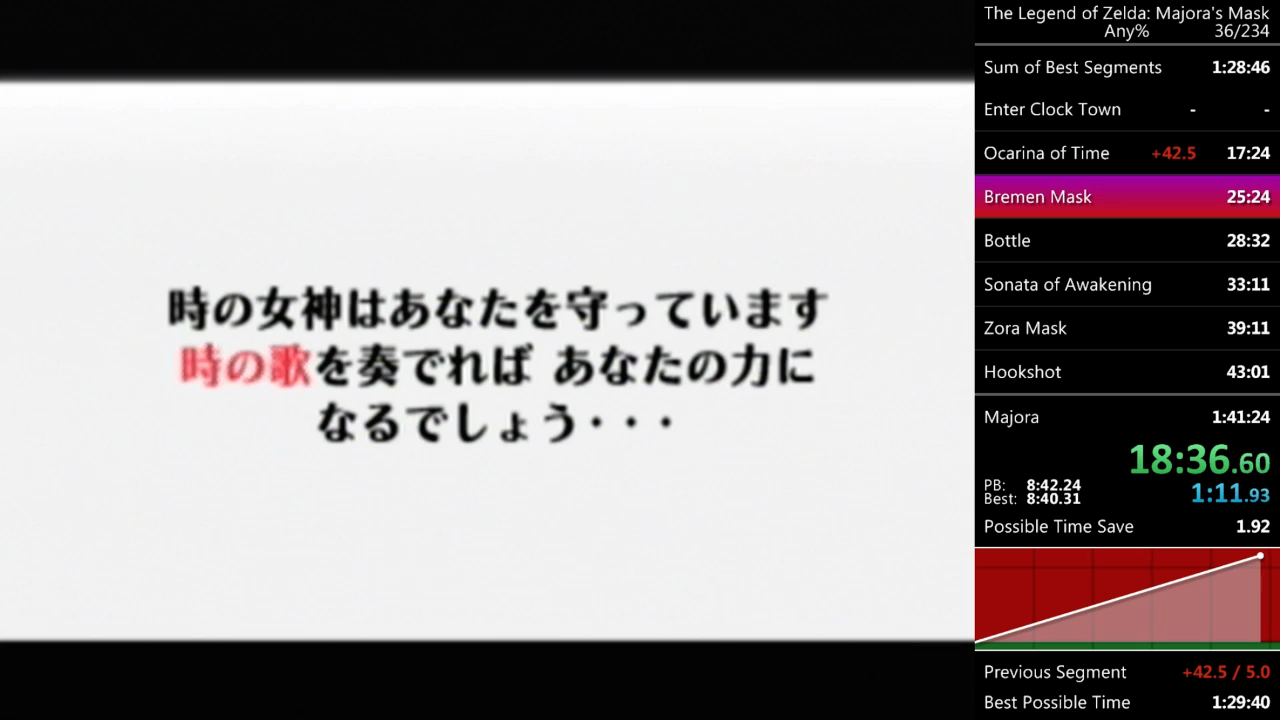 時の女神はあなたを守っています
時の歌を奏でれば あなたの力に
なるでしょう・・・
The Legend of Zelda: Majora's Mask
Any% 36/234
Sum of Best Segments 1:28:46
Enter Clock Town - -
Ocarina of Time +42.5 17:24
Bremen Mask 25:24
Bottle 28:32
Sonata of Awakening 33:11
Zora Mask 39:11
Hookshot 43:01
Majora 1:41:24
18:36.60
PB: 8:42.24
Best: 8:40.31
1:11.93
Possible Time Save 1.92
Previous Segment +42.5 / 5.0
Best Possible Time 1:29:40